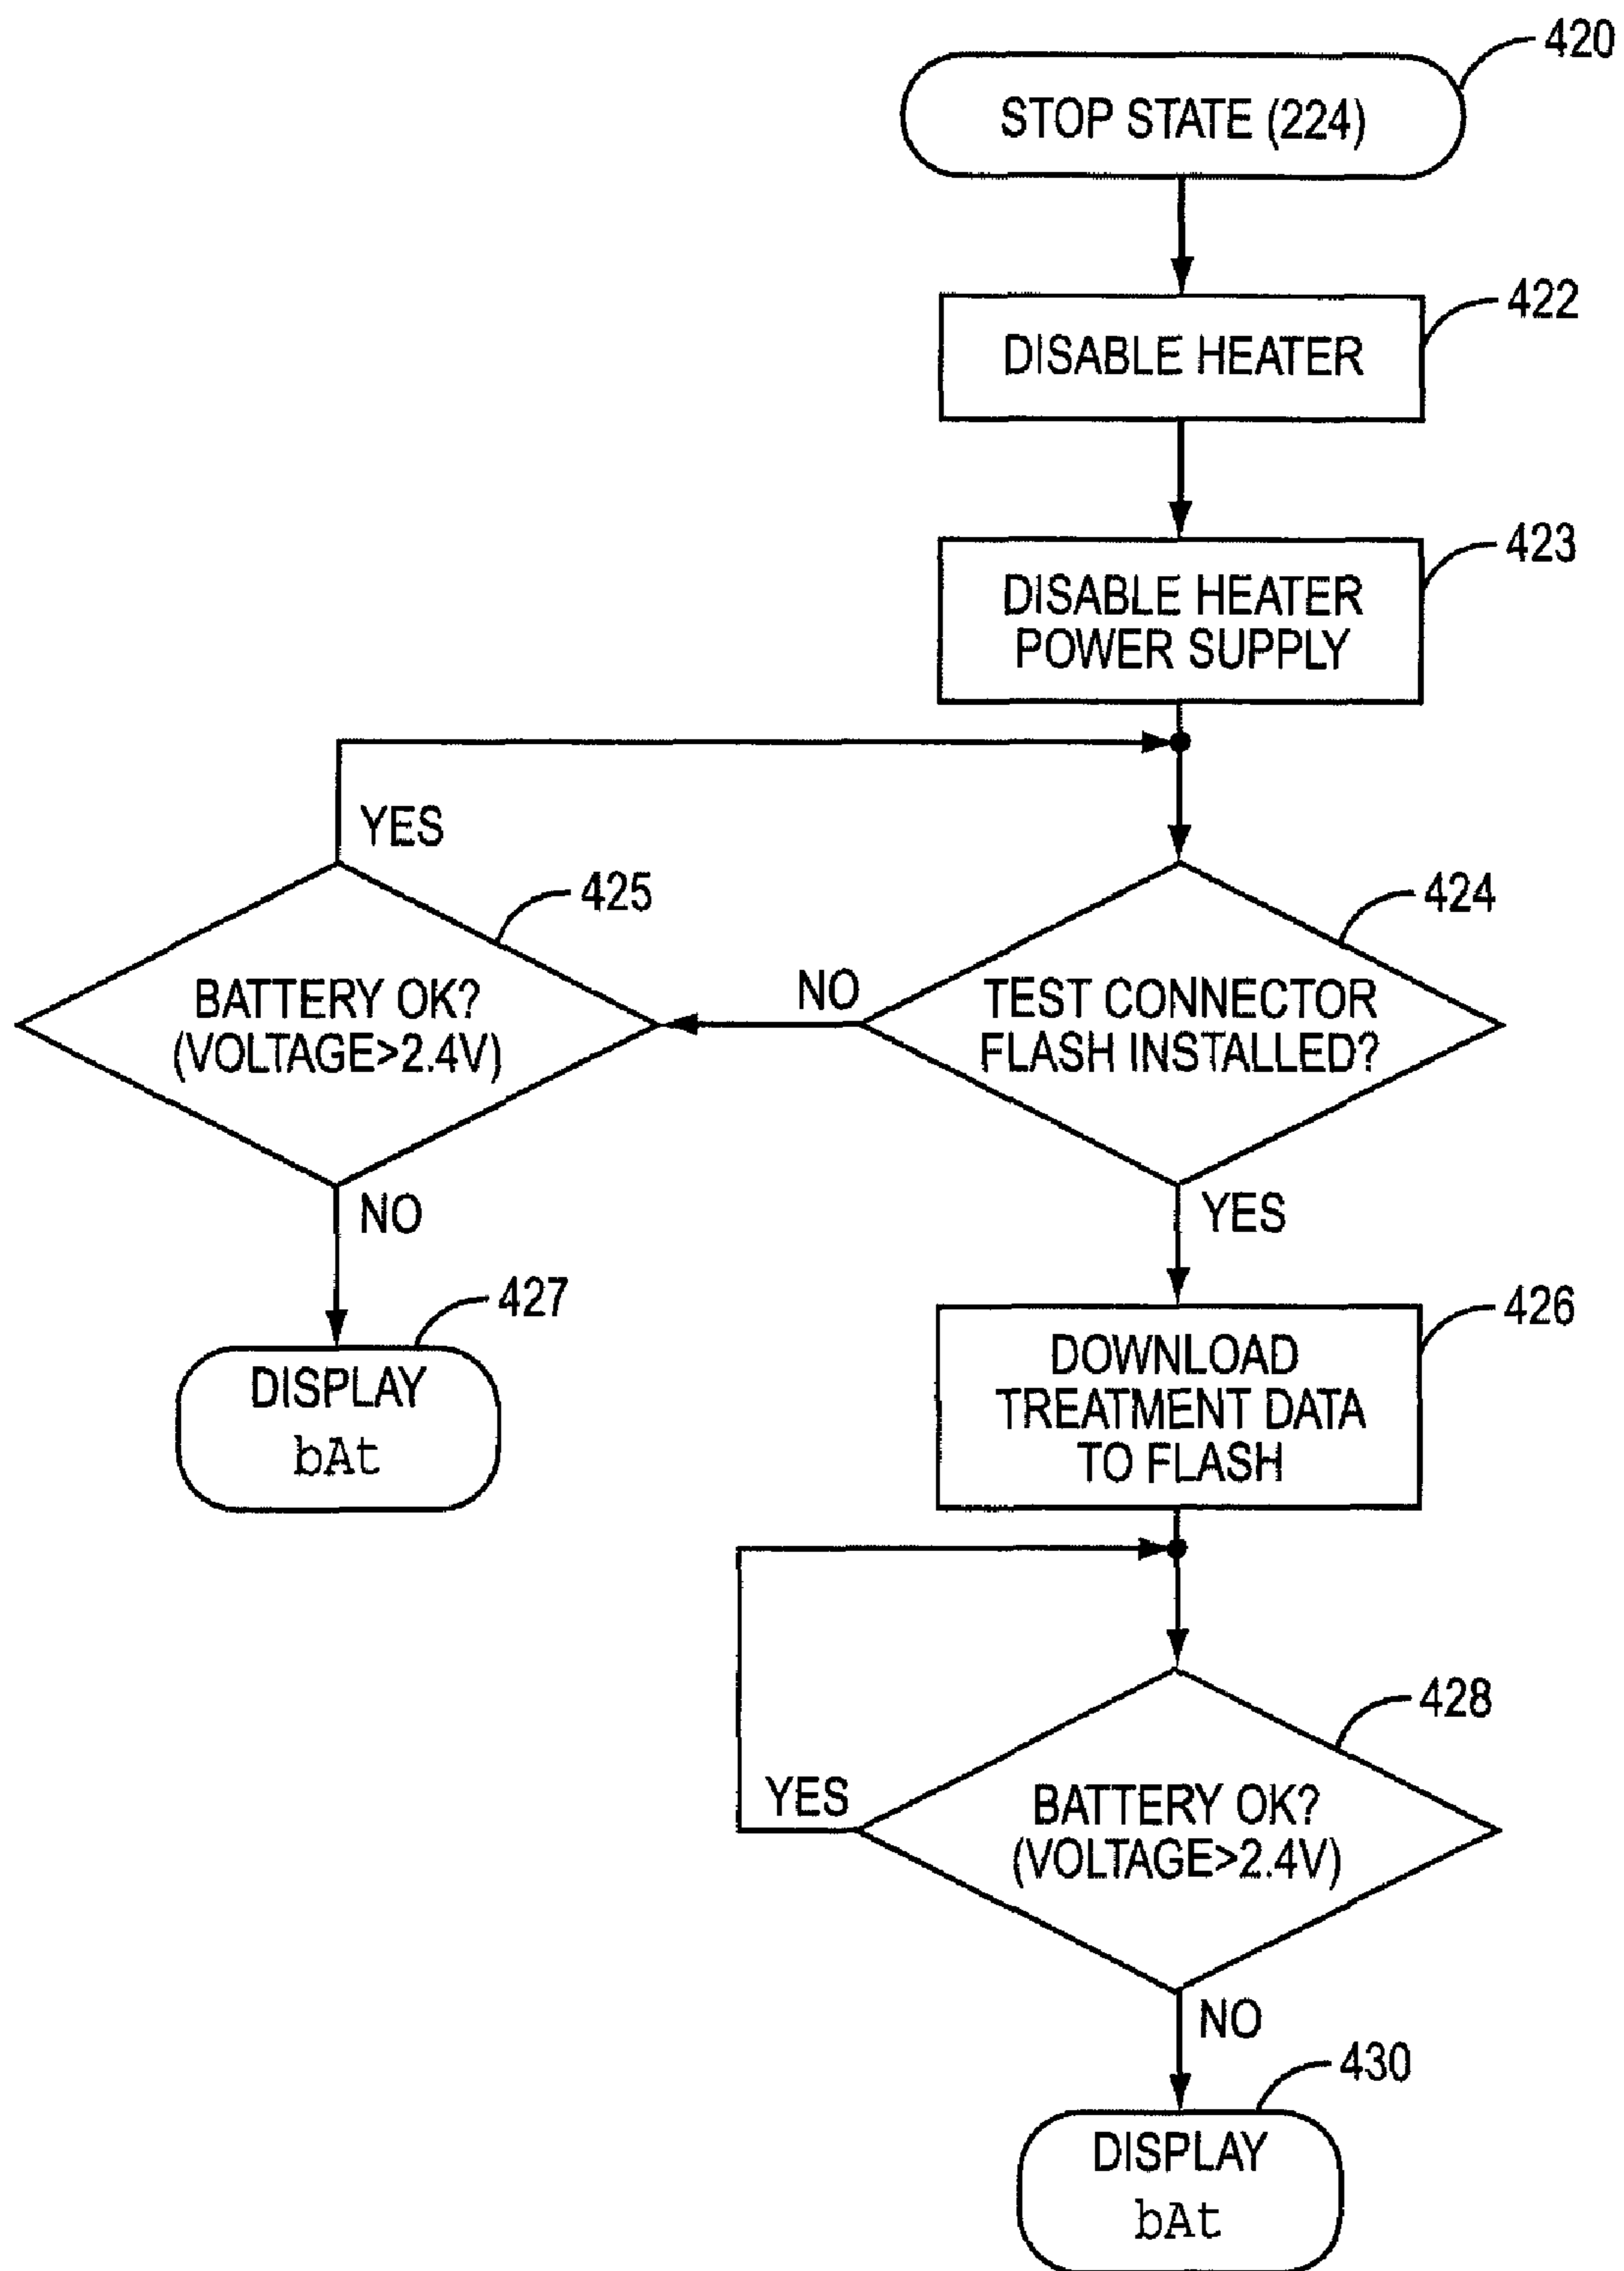 420
STOP STATE (224)
422
DISABLE HEATER
423
DISABLE HEATER
POWER SUPPLY
YES
425
424
BATTERY OK?
(VOLTAGE>2.4V)
NO
TEST CONNECTOR
FLASH INSTALLED?
NO
YES
427
DISPLAY
bAt
426
DOWNLOAD
TREATMENT DATA
TO FLASH
428
YES
BATTERY OK?
(VOLTAGE>2.4V)
NO
430
DISPLAY
bAt